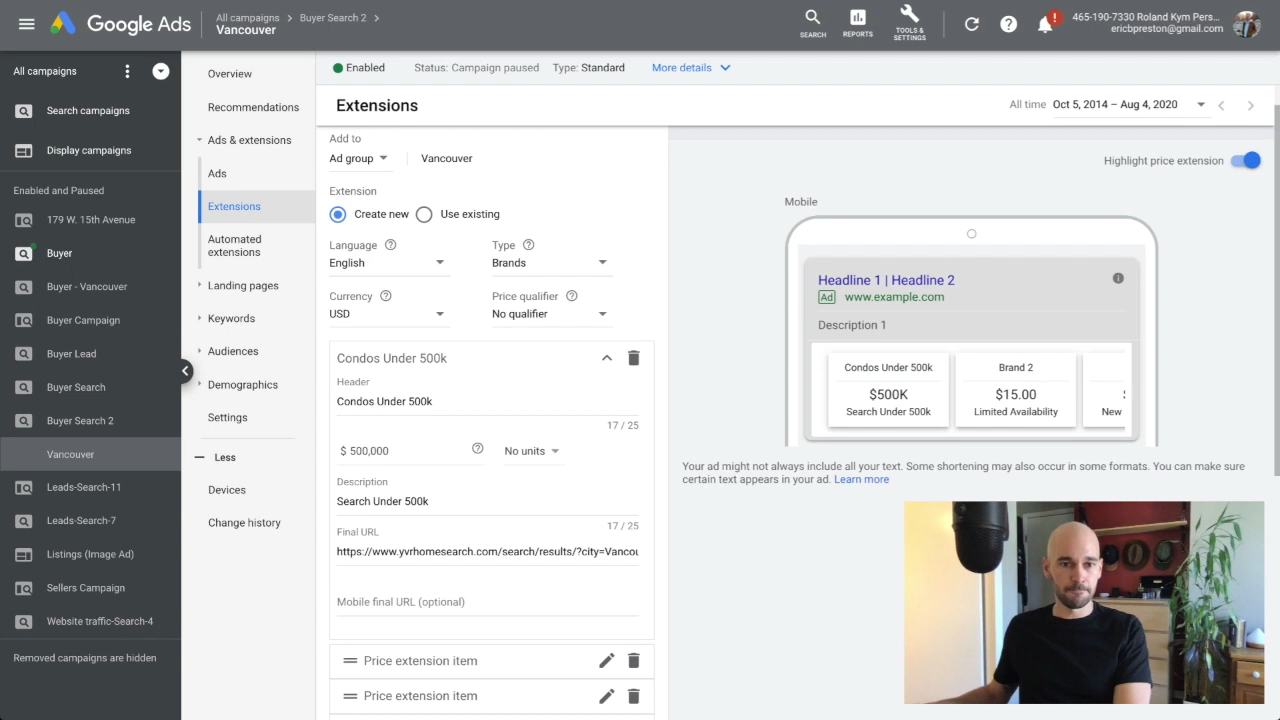 Google Ads
All campaigns > Buyer Search 2 >
Vancouver
SEARCH
REPORTS
TOOLS &
SETTINGS
!
465-190-7330 Roland Kym Pers...
ericbpreston@gmail.com
All campaigns
Search campaigns
Display campaigns
Enabled and Paused
179 W. 15th Avenue
Buyer
Buyer - Vancouver
Buyer Campaign
Buyer Lead
Buyer Search
Buyer Search 2
Vancouver
Leads-Search-11
Leads-Search-7
Listings (Image Ad)
Sellers Campaign
Website traffic-Search-4
Removed campaigns are hidden
Overview
Recommendations
Ads & extensions
Ads
Extensions
Automated
extensions
Landing pages
Keywords
Audiences
Demographics
Settings
Less
Devices
Change history
Enabled Status: Campaign paused Type: Standard More details
Extensions
All time Oct 5, 2014 – Aug 4, 2020
Add to
Ad group Vancouver
Extension
Create new Use existing
Language Type
English Brands
Currency Price qualifier
USD No qualifier
Condos Under 500k
Header
Condos Under 500k
17 / 25
$ 500,000 No units
Description
Search Under 500k
17 / 25
Final URL
https://www.yvrhomesearch.com/search/results/?city=Vancou
Mobile final URL (optional)
Price extension item
Price extension item
Highlight price extension
Mobile
Headline 1 | Headline 2
Ad www.example.com
Description 1
Condos Under 500k Brand 2
$500K $15.00
Search Under 500k Limited Availability New
Your ad might not always include all your text. Some shortening may also occur in some formats. You can make sure
certain text appears in your ad. Learn more